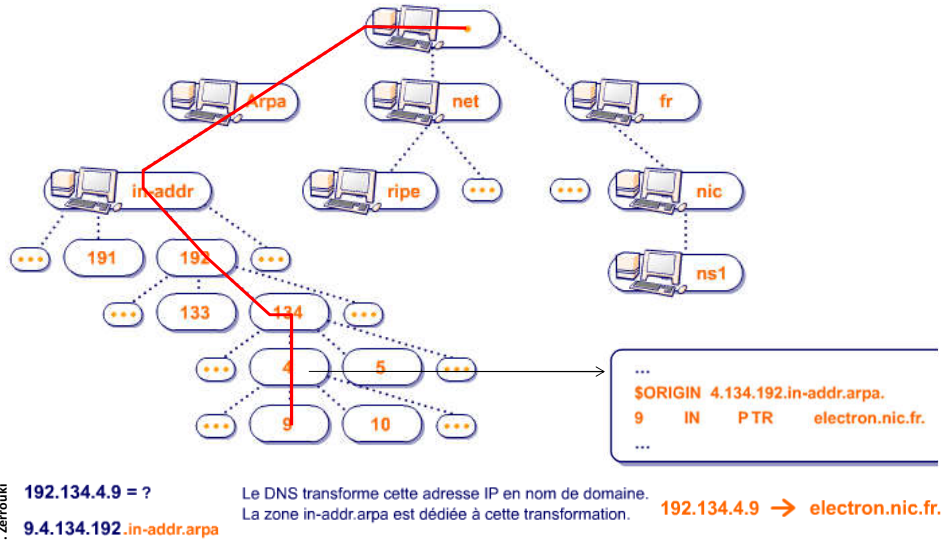 Arpa
net
fr
in-addr
ripe
...
...
nic
...
191
192
...
ns1
...
133
134
...
...
4
5
...
...
9
10
...
...
$ORIGIN 4.134.192.in-addr.arpa.
9 IN PTR electron.nic.fr.
...
. Zerrouki
192.134.4.9 = ?
9.4.134.192.in-addr.arpa
Le DNS transforme cette adresse IP en nom de domaine.
La zone in-addr.arpa est dédiée à cette transformation.
192.134.4.9 → electron.nic.fr.